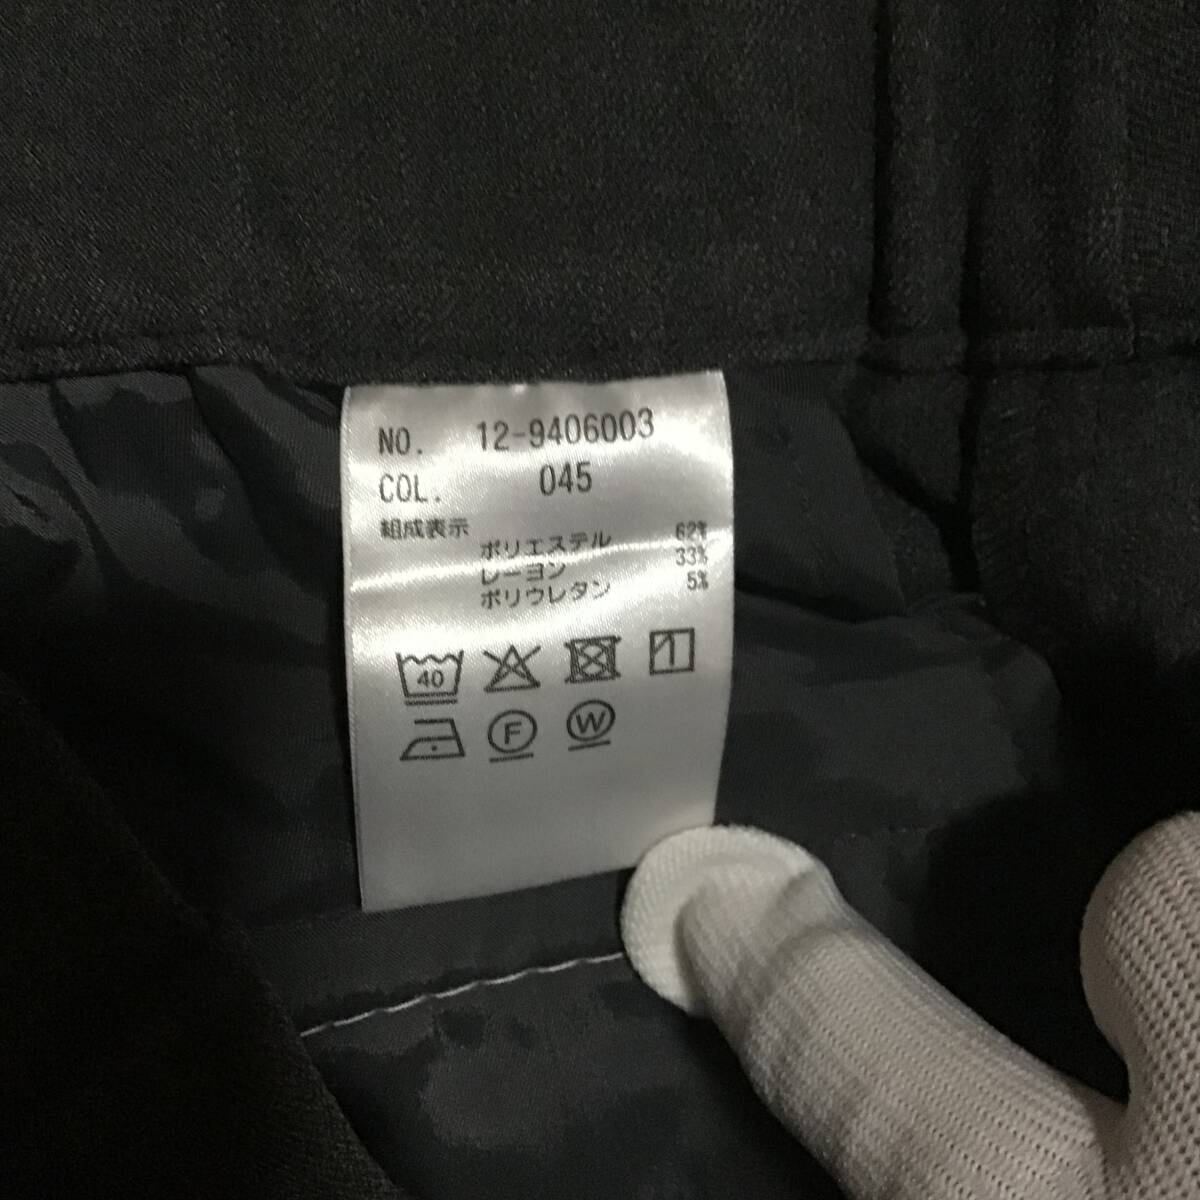 NO. 12-9406003
COL. 045
組成表示
ポリエステル 62%
レーヨン 33%
ポリウレタン 5%
40
F W